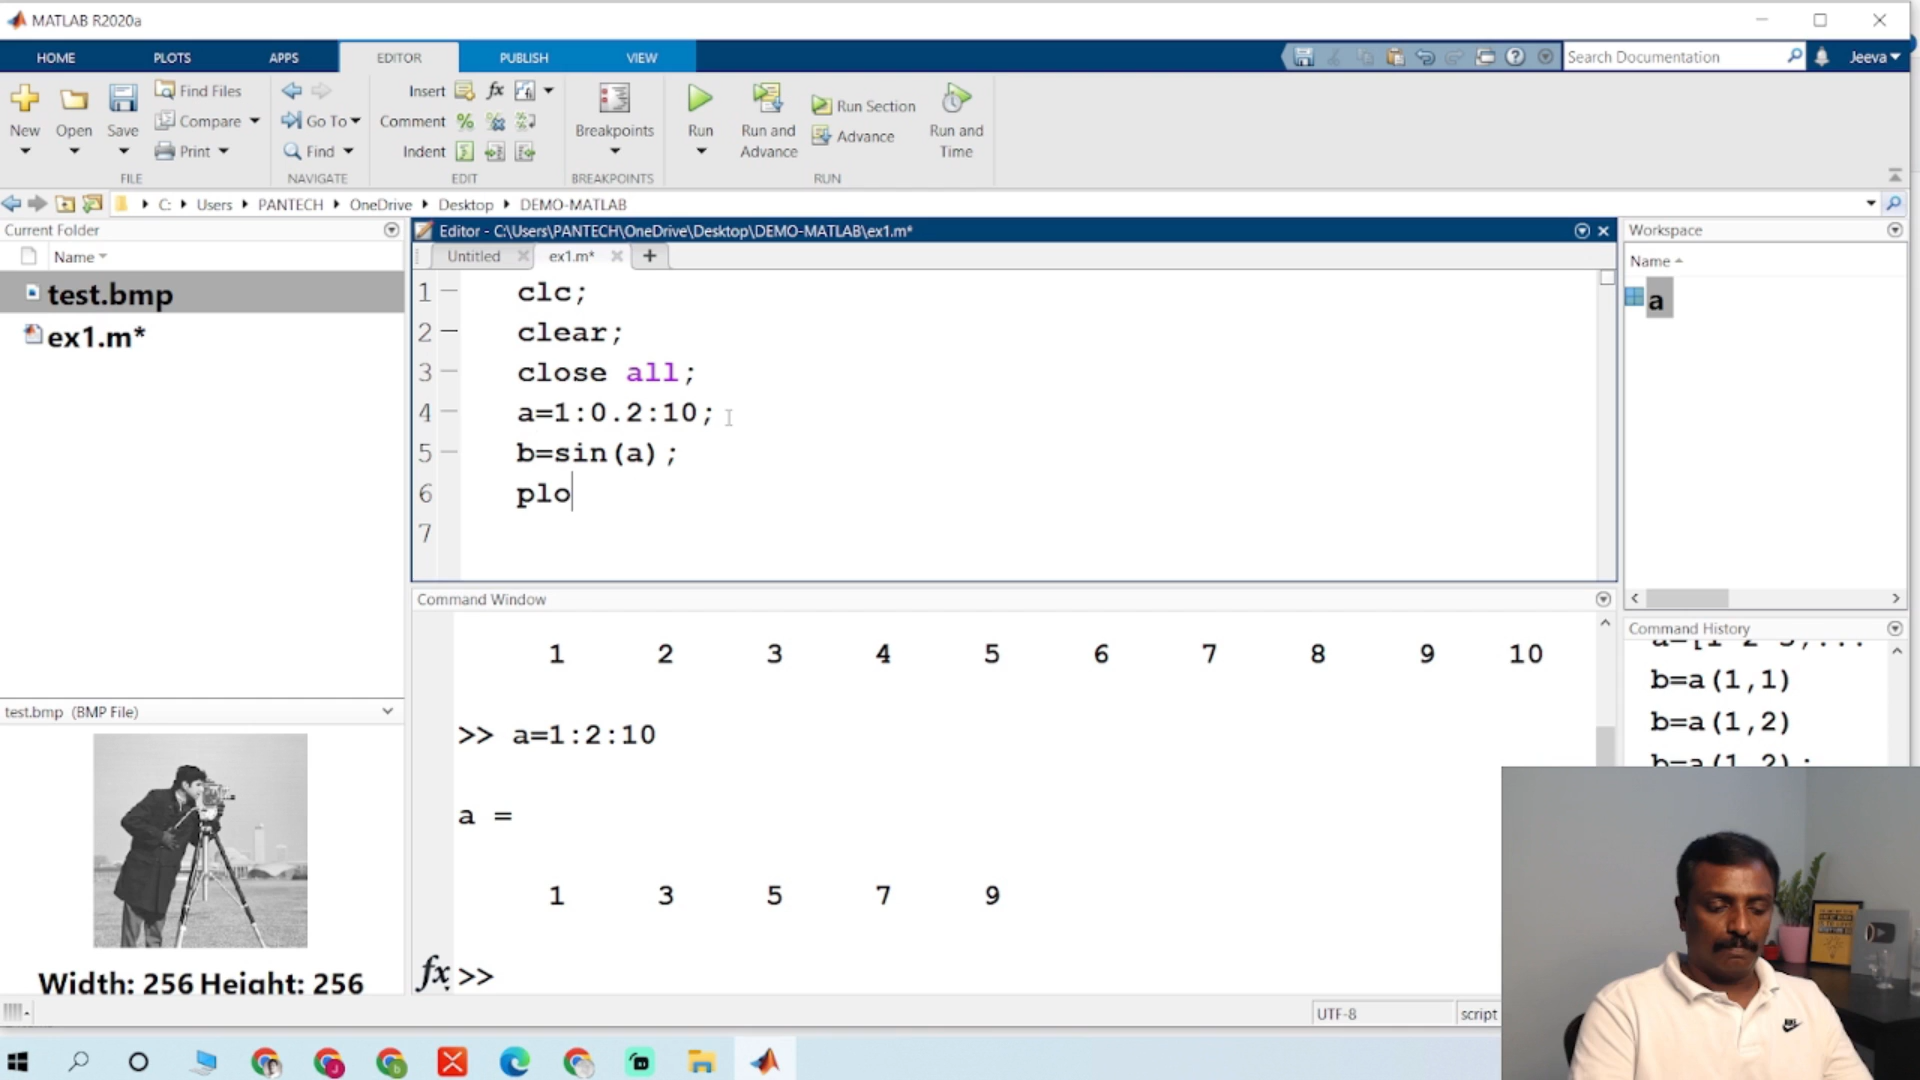 MATLAB R2020a
HOME PLOTS APPS EDITOR PUBLISH VIEW Search Documentation Jeeva
New Open Save Find Files Compare Print
Go To Find
Insert fx Comment Indent
Breakpoints
Run Run and Advance Run Section Advance Run and Time
FILE NAVIGATE EDIT BREAKPOINTS RUN
C: Users PANTECH OneDrive Desktop DEMO-MATLAB
Current Folder
Name
test.bmp
ex1.m*
test.bmp (BMP File)
Width: 256 Height: 256
Editor - C:\Users\PANTECH\OneDrive\Desktop\DEMO-MATLAB\ex1.m*
Untitled ex1.m*
1 clc;
2 clear;
3 close all;
4 a=1:0.2:10;
5 b=sin(a);
6 plo
7
Command Window
1 2 3 4 5 6 7 8 9 10
>> a=1:2:10
a =
1 3 5 7 9
fx >>
Workspace
Name
a
Command History
a=[1 2 3;...
b=a(1,1)
b=a(1,2)
b=a(1,2);
UTF-8 script